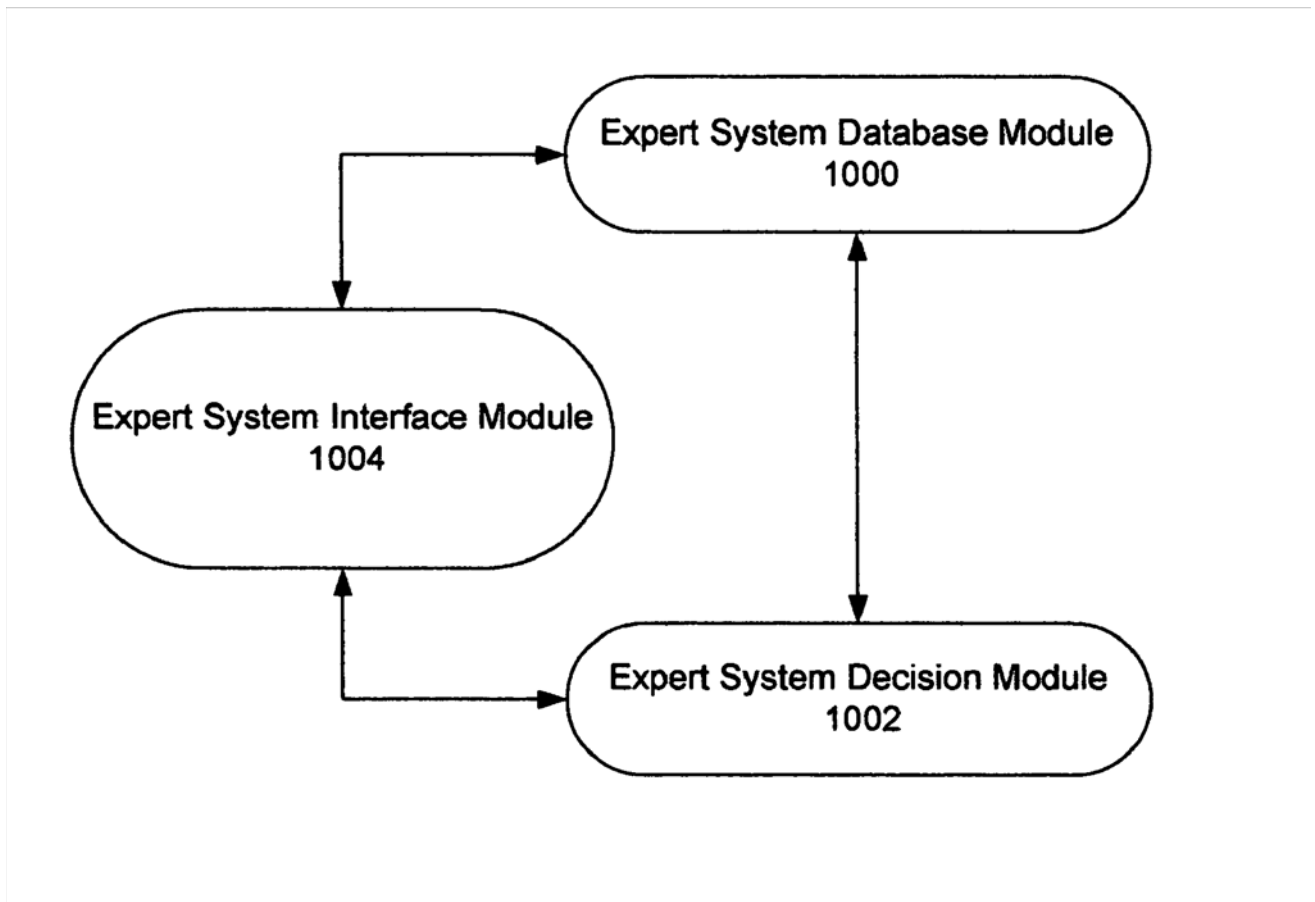 Expert System Database Module
1000
Expert System Interface Module
1004
Expert System Decision Module
1002